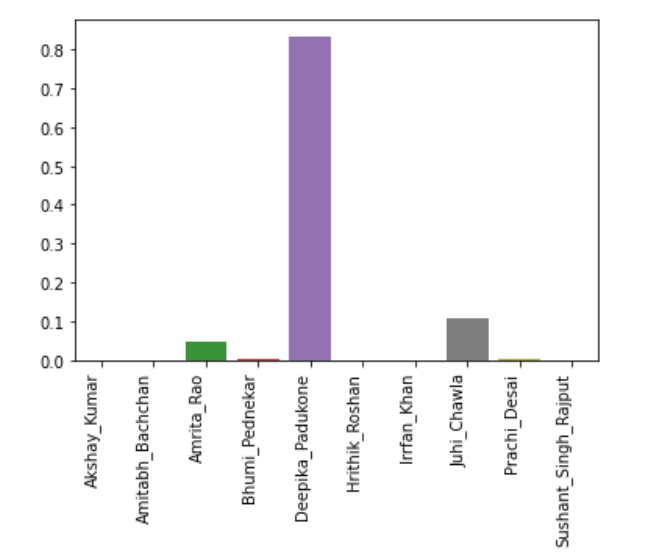 0.8
0.7
0.6
0.5
0.4
0.3
0.2
0.1
0.0
Akshay_Kumar
Amitabh_Bachchan
Amrita_Rao
Bhumi_Pednekar
Deepika_Padukone
Hrithik_Roshan
Irrfan_Khan
Juhi_Chawla
Prachi_Desai
Sushant_Singh_Rajput